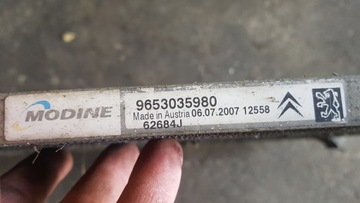 MODINE
9653035980
Made in Austria 06.07.2007 12558
62684J